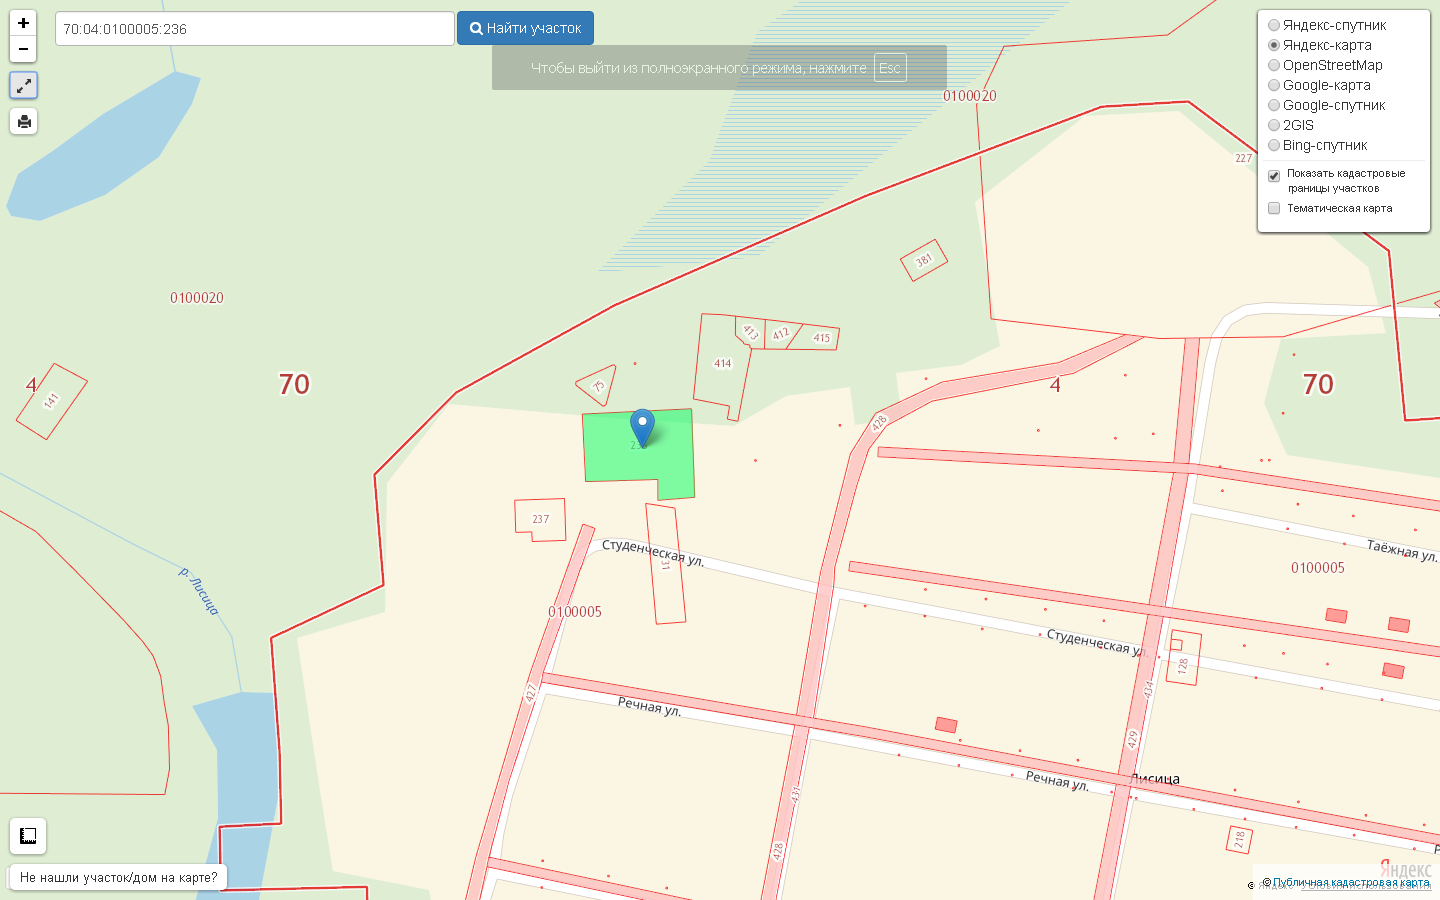 +
−
70:04:0100005:236
Найти участок
Чтобы выйти из полноэкранного режима, нажмите Esc
Яндекс-спутник
Яндекс-карта
OpenStreetMap
Google-карта
Google-спутник
2GIS
Bing-спутник
Показать кадастровые
границы участков
Тематическая карта
0100020
227
381
0100020
413
412
415
414
4
70
75
141
4
70
428
237
Студенческая ул.
31
Таёжная ул.
0100005
р. Лисица
0100005
Студенческая ул.
128
427
434
Речная ул.
429
Лисица
Речная ул.
431
428
218
Не нашли участок/дом на карте?
Яндекс
© Публичная кадастровая карта